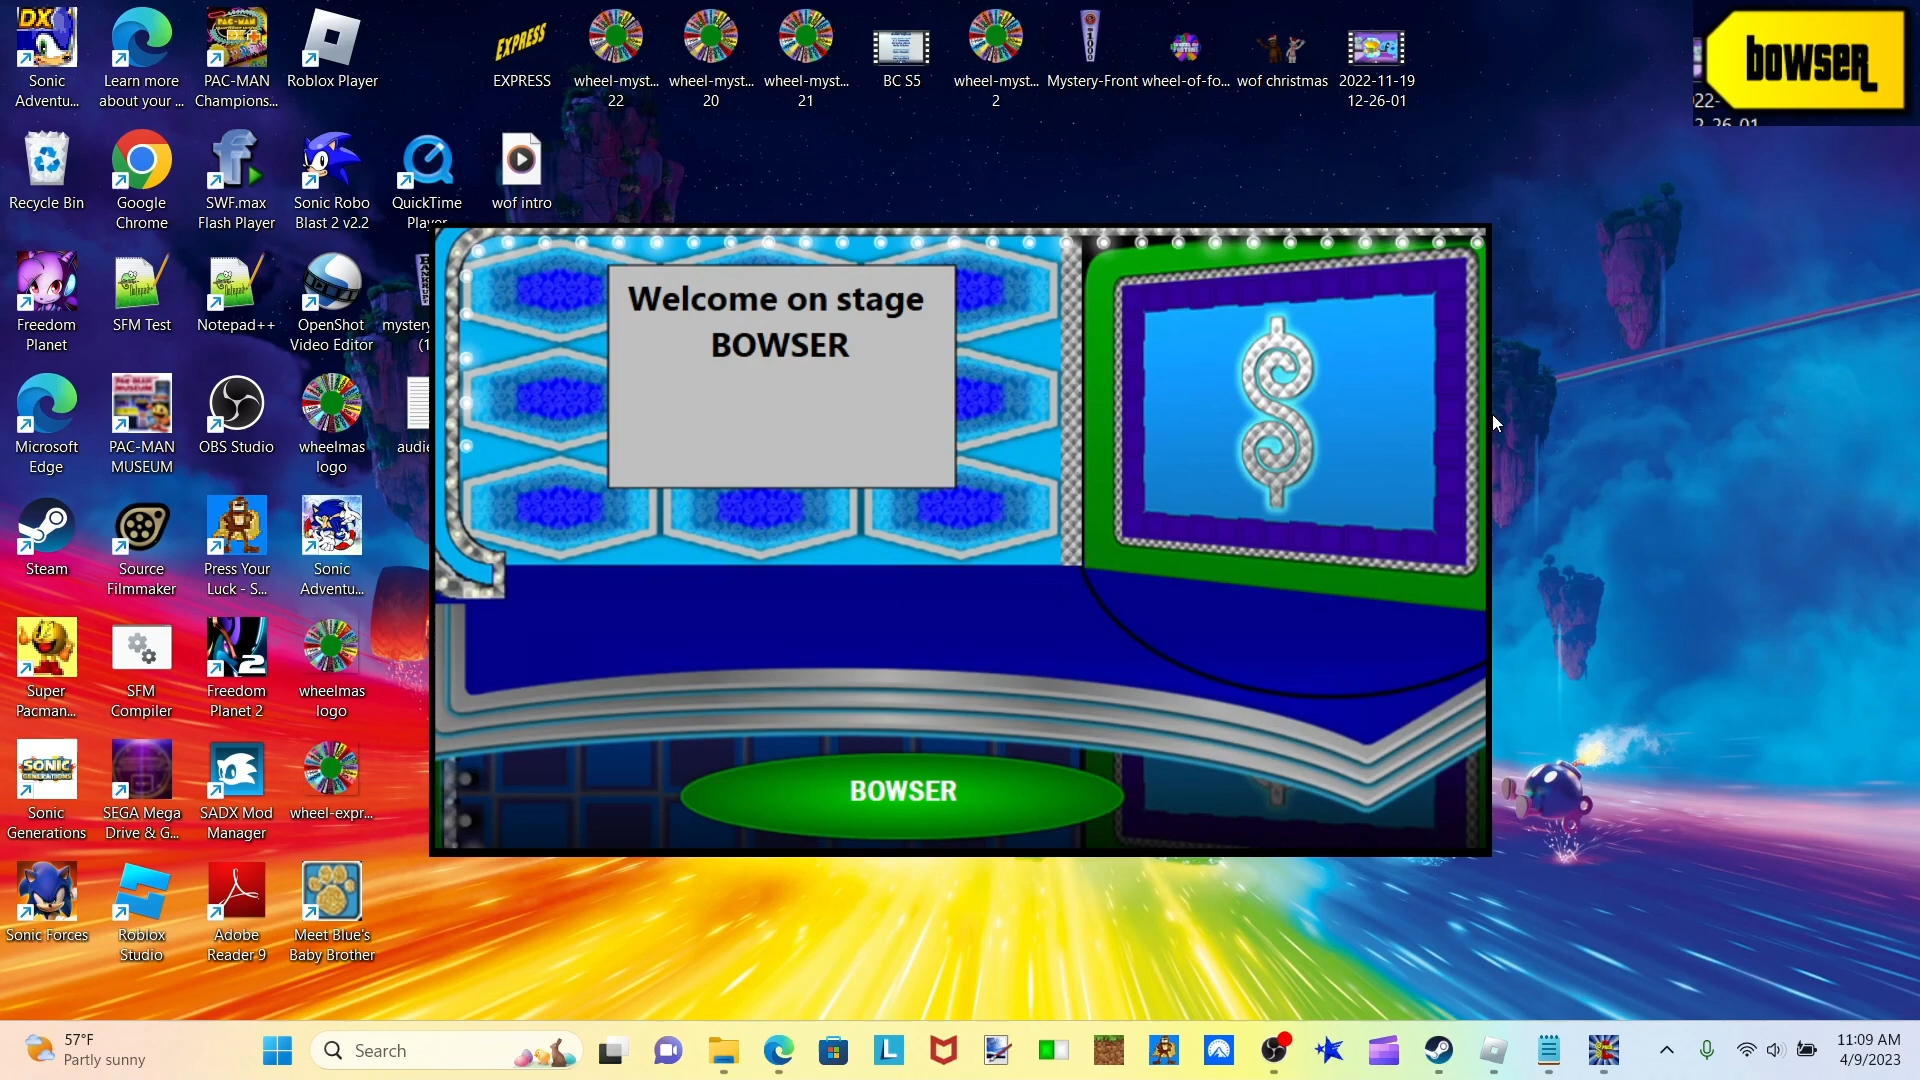 Sonic
Adventu...
Learn more
about your ...
PAC-MAN
Champions...
Roblox Player
EXPRESS
EXPRESS
wheel-myst...
22
wheel-myst...
20
wheel-myst...
21
BC S5
wheel-myst...
2
Mystery-Front
wheel-of-fo...
wof christmas
2022-11-19
12-26-01
bowser
Recycle Bin
Google
Chrome
SWF.max
Flash Player
Sonic Robo
Blast 2 v2.2
QuickTime
wof intro
Freedom
Planet
SFM Test
Notepad++
OpenShot
Video Editor
mystery
Microsoft
Edge
PAC-MAN
MUSEUM
OBS Studio
wheelmas
logo
audie
Steam
Source
Filmmaker
Press Your
Luck - S...
Sonic
Adventu...
Super
Pacman...
SFM
Compiler
Freedom
Planet 2
wheelmas
logo
Sonic
Generations
SEGA Mega
Drive & G...
SADX Mod
Manager
wheel-expr...
Sonic Forces
Roblox
Studio
Adobe
Reader 9
Meet Blue's
Baby Brother
Welcome on stage
BOWSER
BOWSER
57°F
Partly sunny
Search
11:09 AM
4/9/2023